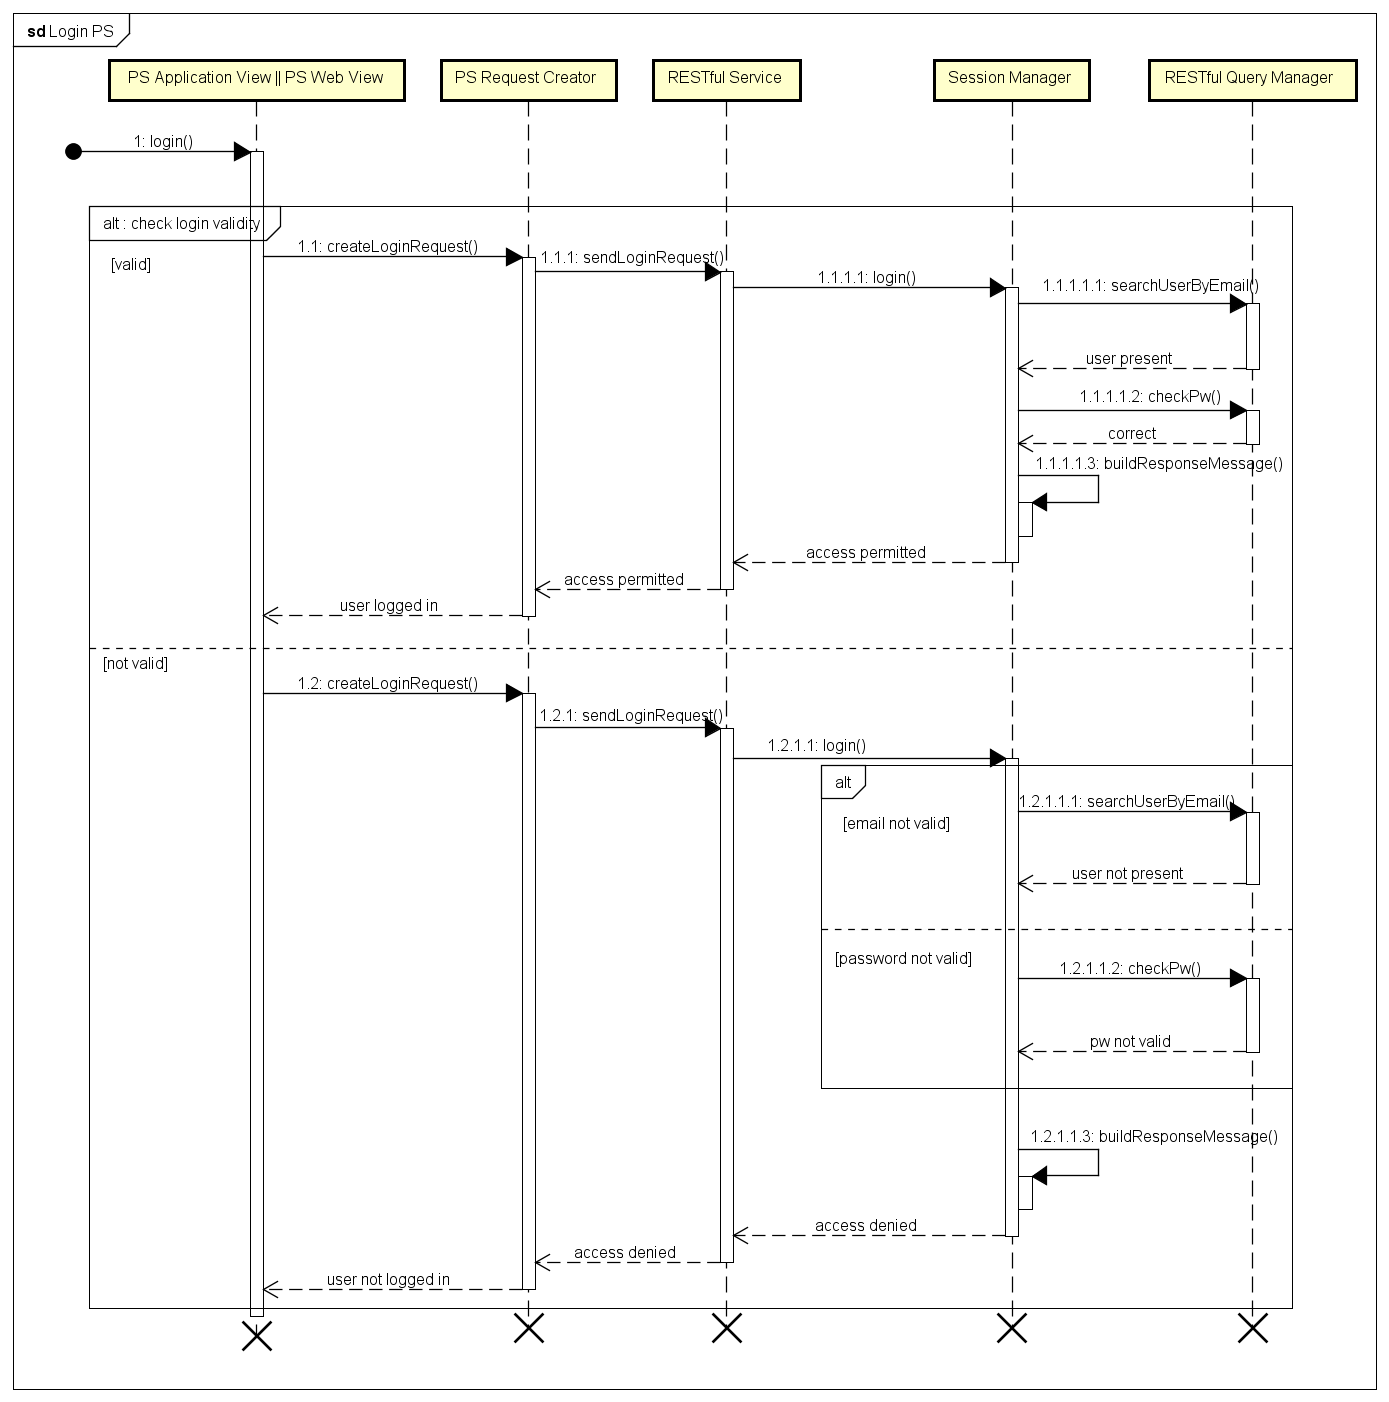 sd Login PS
PS Application View || PS Web View
PS Request Creator
RESTful Service
Session Manager
RESTful Query Manager
1: login()
alt : check login validity
[valid]
1.1: createLoginRequest()
1.1.1: sendLoginRequest()
1.1.1.1: login()
1.1.1.1.1: searchUserByEmail()
user present
1.1.1.1.2: checkPw()
correct
1.1.1.1.3: buildResponseMessage()
access permitted
access permitted
user logged in
[not valid]
1.2: createLoginRequest()
1.2.1: sendLoginRequest()
1.2.1.1: login()
alt
1.2.1.1.1: searchUserByEmail()
[email not valid]
user not present
[password not valid]
1.2.1.1.2: checkPw()
pw not valid
1.2.1.1.3: buildResponseMessage()
access denied
access denied
user not logged in